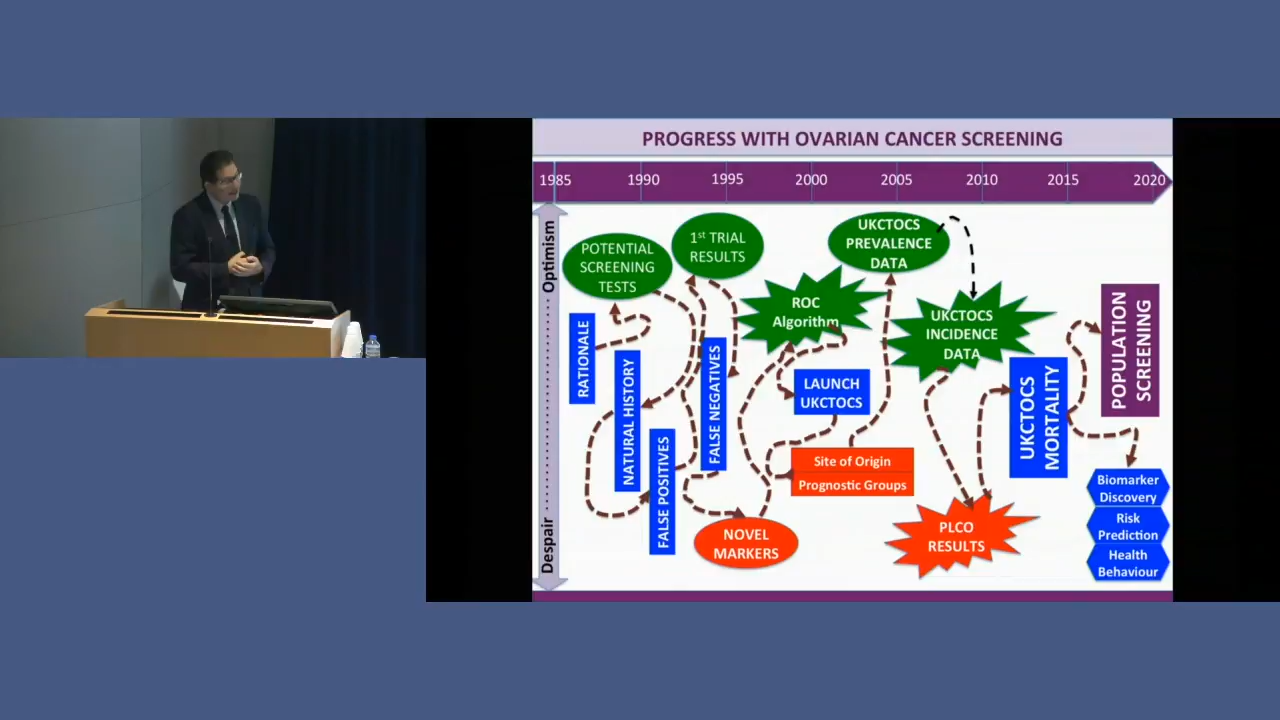 PROGRESS WITH OVARIAN CANCER SCREENING
1985 1990 1995 2000 2005 2010 2015 2020
Optimism
Despair
POTENTIAL
SCREENING
TESTS
1st TRIAL
RESULTS
UKCTOCS
PREVALENCE
DATA
ROC
Algorithm
UKCTOCS
INCIDENCE
DATA
RATIONALE
NATURAL HISTORY
FALSE POSITIVES
FALSE NEGATIVES
LAUNCH
UKCTOCS
Site of Origin
Prognostic Groups
NOVEL
MARKERS
PLCO
RESULTS
UKCTOCS
MORTALITY
POPULATION
SCREENING
Biomarker
Discovery
Risk
Prediction
Health
Behaviour